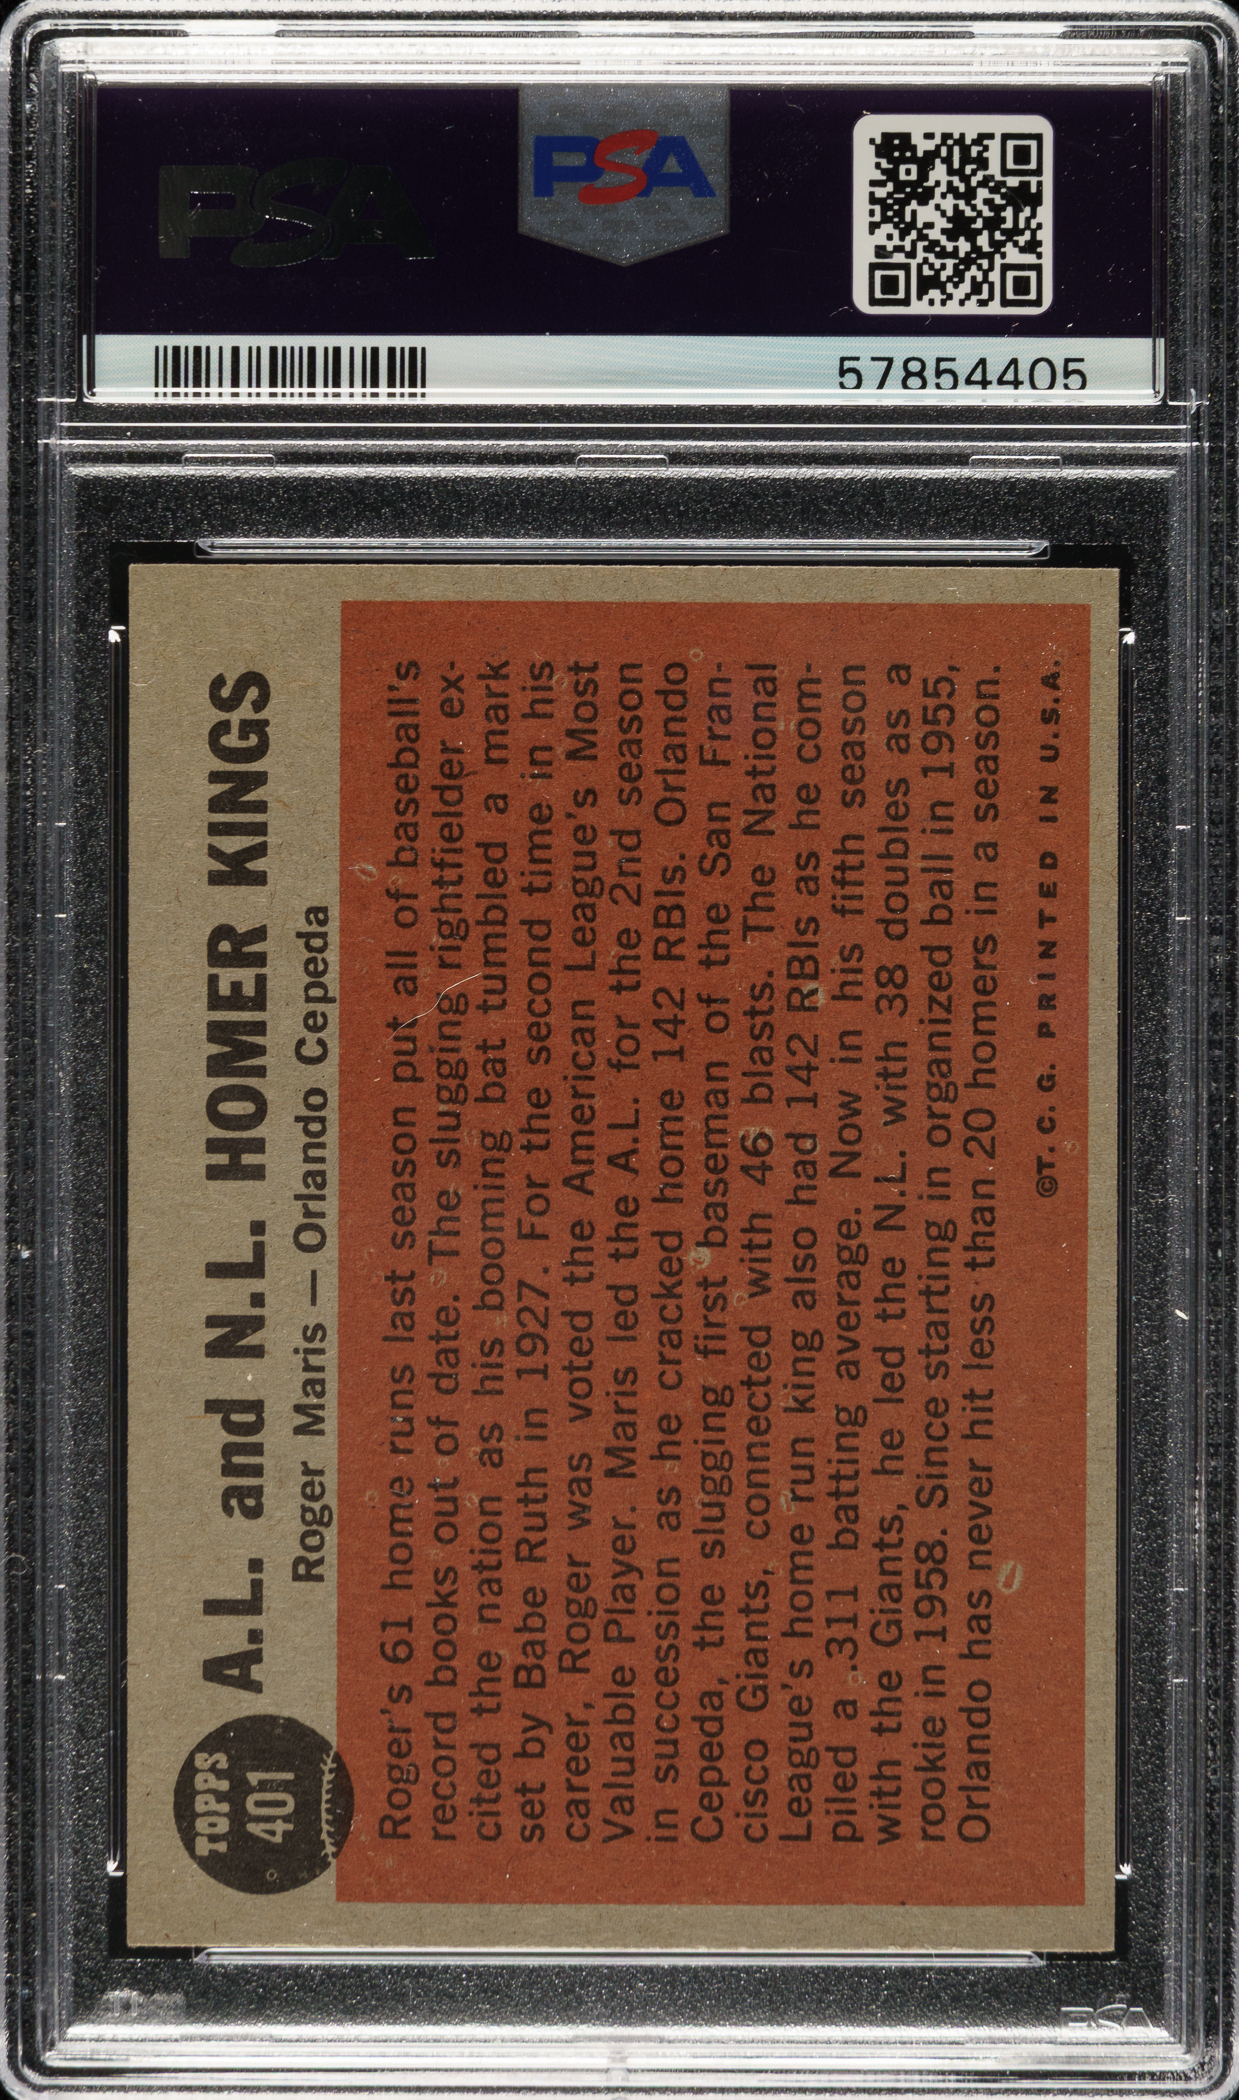 PSA
PSA
57854405
TOPPS
401
A.L. and N.L. HOMER KINGS
Roger Maris — Orlando Cepeda
Roger's 61 home runs last season put all of baseball's
record books out of date. The slugging rightfielder ex-
cited the nation as his booming bat tumbled a mark
set by Babe Ruth in 1927. For the second time in his
career, Roger was voted the American League's Most
Valuable Player. Maris led the A.L. for the 2nd season
in succession as he cracked home 142 RBIs. Orlando
Cepeda, the slugging first baseman of the San Fran-
cisco Giants, connected with 46 blasts. The National
League's home run king also had 142 RBIs as he com-
piled a .311 batting average. Now in his fifth season
with the Giants, he led the N.L. with 38 doubles as a
rookie in 1958. Since starting in organized ball in 1955,
Orlando has never hit less than 20 homers in a season.
©T. C. G. PRINTED IN U.S.A.
PSA